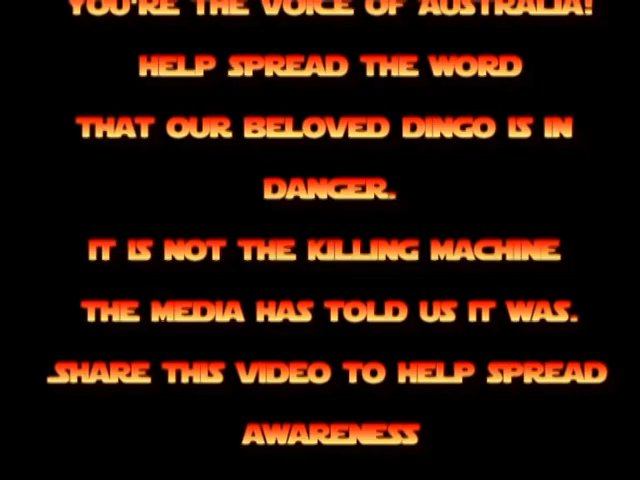 YOU'RE THE VOICE OF AUSTRALIA!
HELP SPREAD THE WORD
THAT OUR BELOVED DINGO IS IN
DANGER.
IT IS NOT THE KILLING MACHINE
THE MEDIA HAS TOLD US IT WAS.
SHARE THIS VIDEO TO HELP SPREAD
AWARENESS